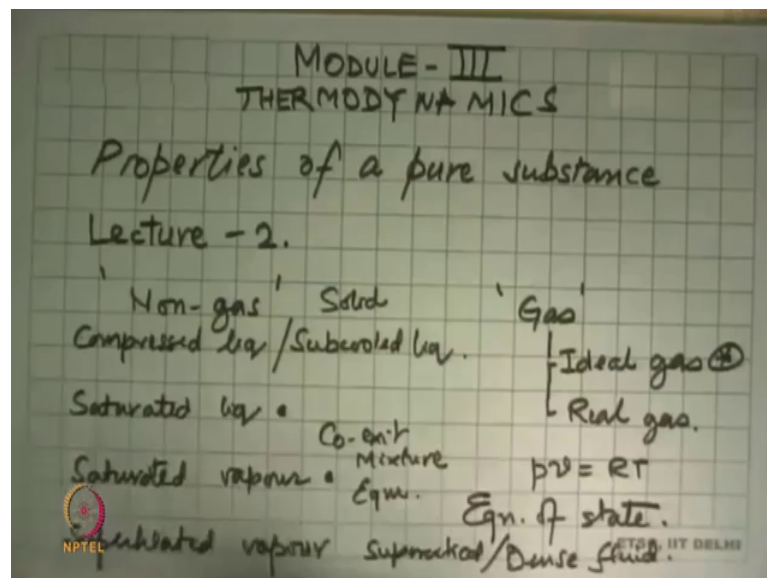 MODULE - III
THERMODYNAMICS
Properties of a pure substance
Lecture - 2.
'Non-gas' Solid 'Gas'
Compressed liq/Subcooled liq. Ideal gas
Saturated liq • Real gas.
Co-exist
Mixture
Saturated vapour • Eqm. pv = RT
Eqn. of state.
vapour /Dense fluid.
NPTEL
ETSC, IIT DELHI